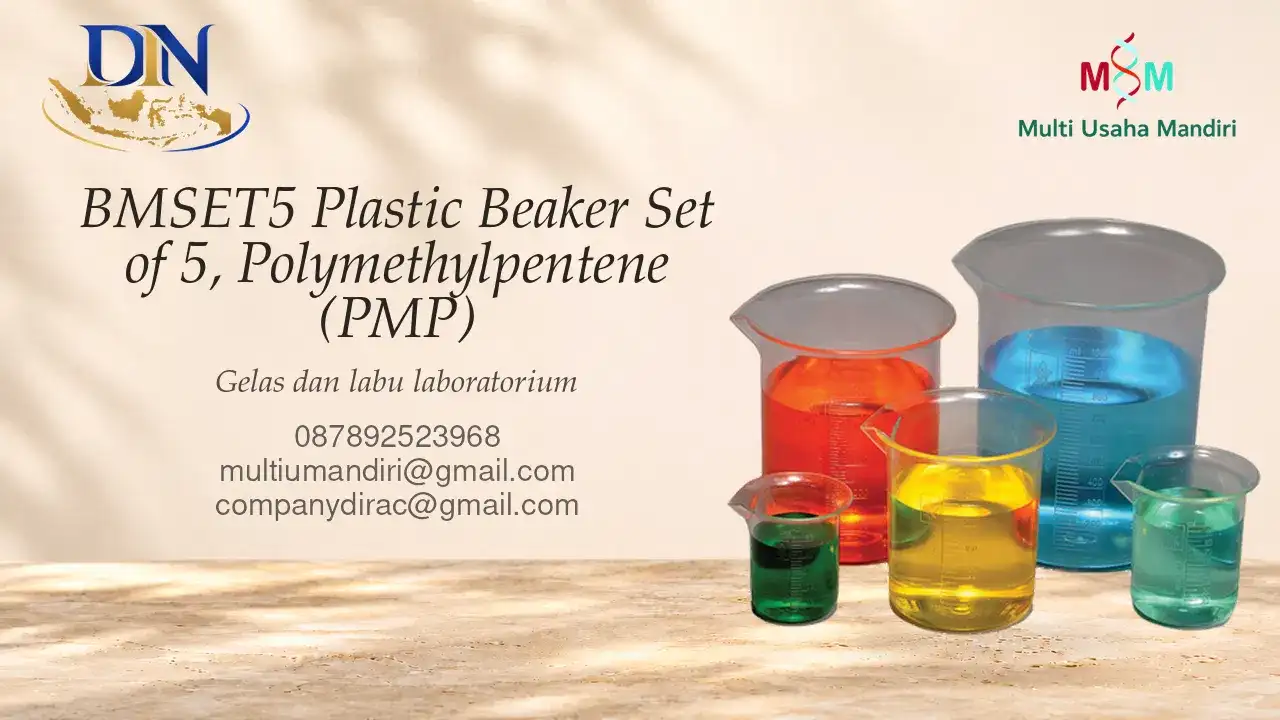 DN
M M
Multi Usaha Mandiri
BMSET5 Plastic Beaker Set
of 5, Polymethylpentene
(PMP)
Gelas dan labu laboratorium
087892523968
multiumandiri@gmail.com
companydirac@gmail.com